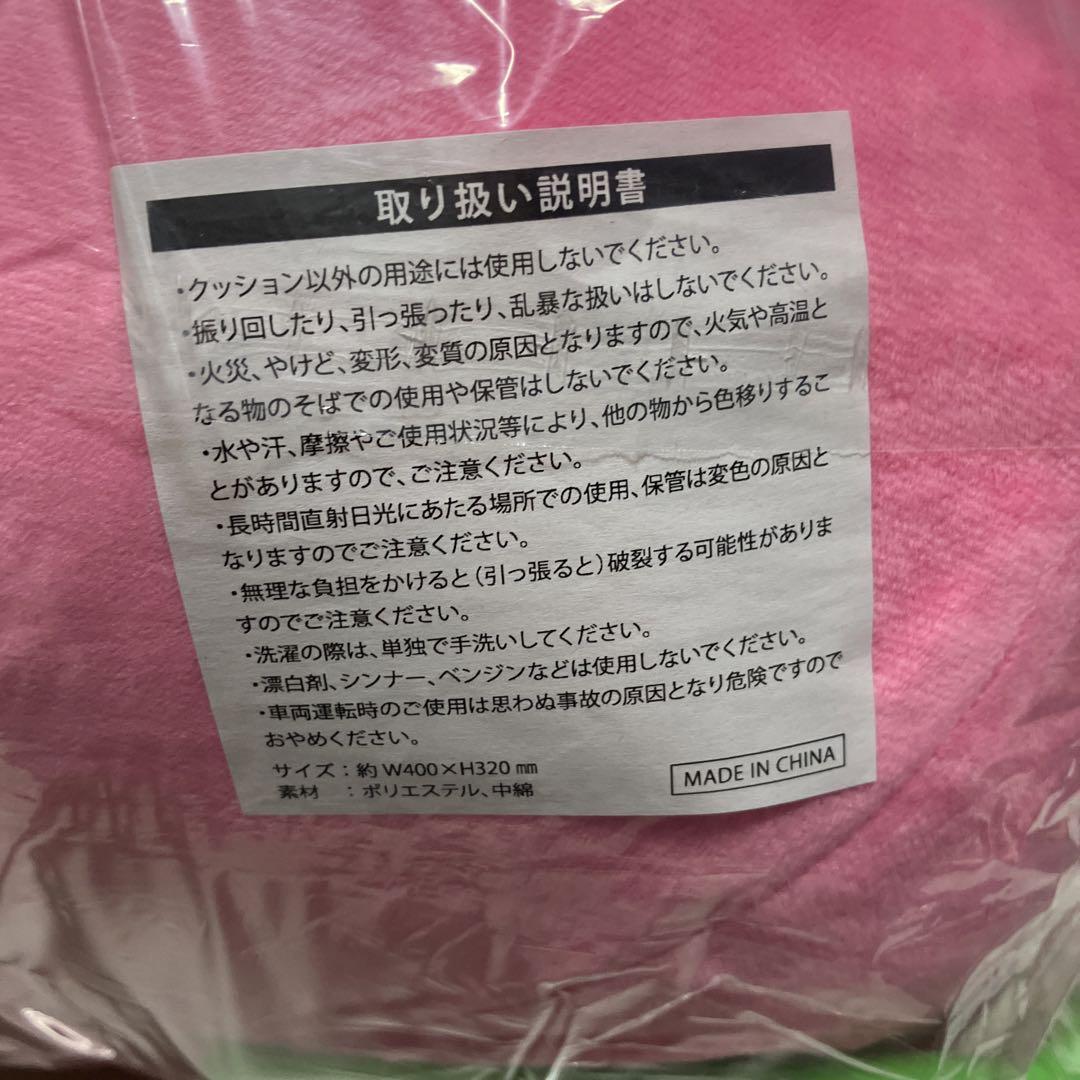 取り扱い説明書
・クッション以外の用途には使用しないでください。
・振り回したり、引っ張ったり、乱暴な扱いはしないでください。
・火災、やけど、変形、変質の原因となりますので、火気や高温と
なる物のそばでの使用や保管はしないでください。
・水や汗、摩擦やご使用状況等により、他の物から色移りするこ
とがありますので、ご注意ください。
・長時間直射日光にあたる場所での使用、保管は変色の原因と
なりますのでご注意ください。
・無理な負担をかけると(引っ張ると)破裂する可能性がありま
すのでご注意ください。
・洗濯の際は、単独で手洗いしてください。
・漂白剤、シンナー、ベンジンなどは使用しないでください。
・車両運転時のご使用は思わぬ事故の原因となり危険ですので
おやめください。
サイズ：約 W400×H320 ㎜
素材　：ポリエステル、中綿
MADE IN CHINA